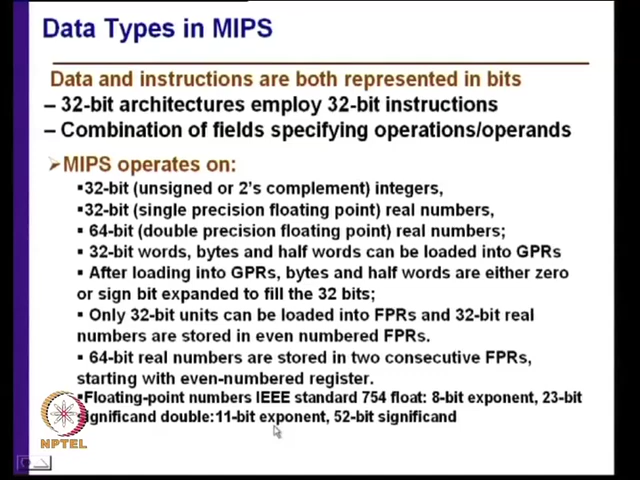 Data Types in MIPS
Data and instructions are both represented in bits
– 32-bit architectures employ 32-bit instructions
– Combination of fields specifying operations/operands
➢MIPS operates on:
▪32-bit (unsigned or 2's complement) integers,
▪32-bit (single precision floating point) real numbers,
▪64-bit (double precision floating point) real numbers;
▪32-bit words, bytes and half words can be loaded into GPRs
▪After loading into GPRs, bytes and half words are either zero
or sign bit expanded to fill the 32 bits;
▪ Only 32-bit units can be loaded into FPRs and 32-bit real
numbers are stored in even numbered FPRs.
▪ 64-bit real numbers are stored in two consecutive FPRs,
starting with even-numbered register.
▪Floating-point numbers IEEE standard 754 float: 8-bit exponent, 23-bit
significand double:11-bit exponent, 52-bit significand
NPTEL